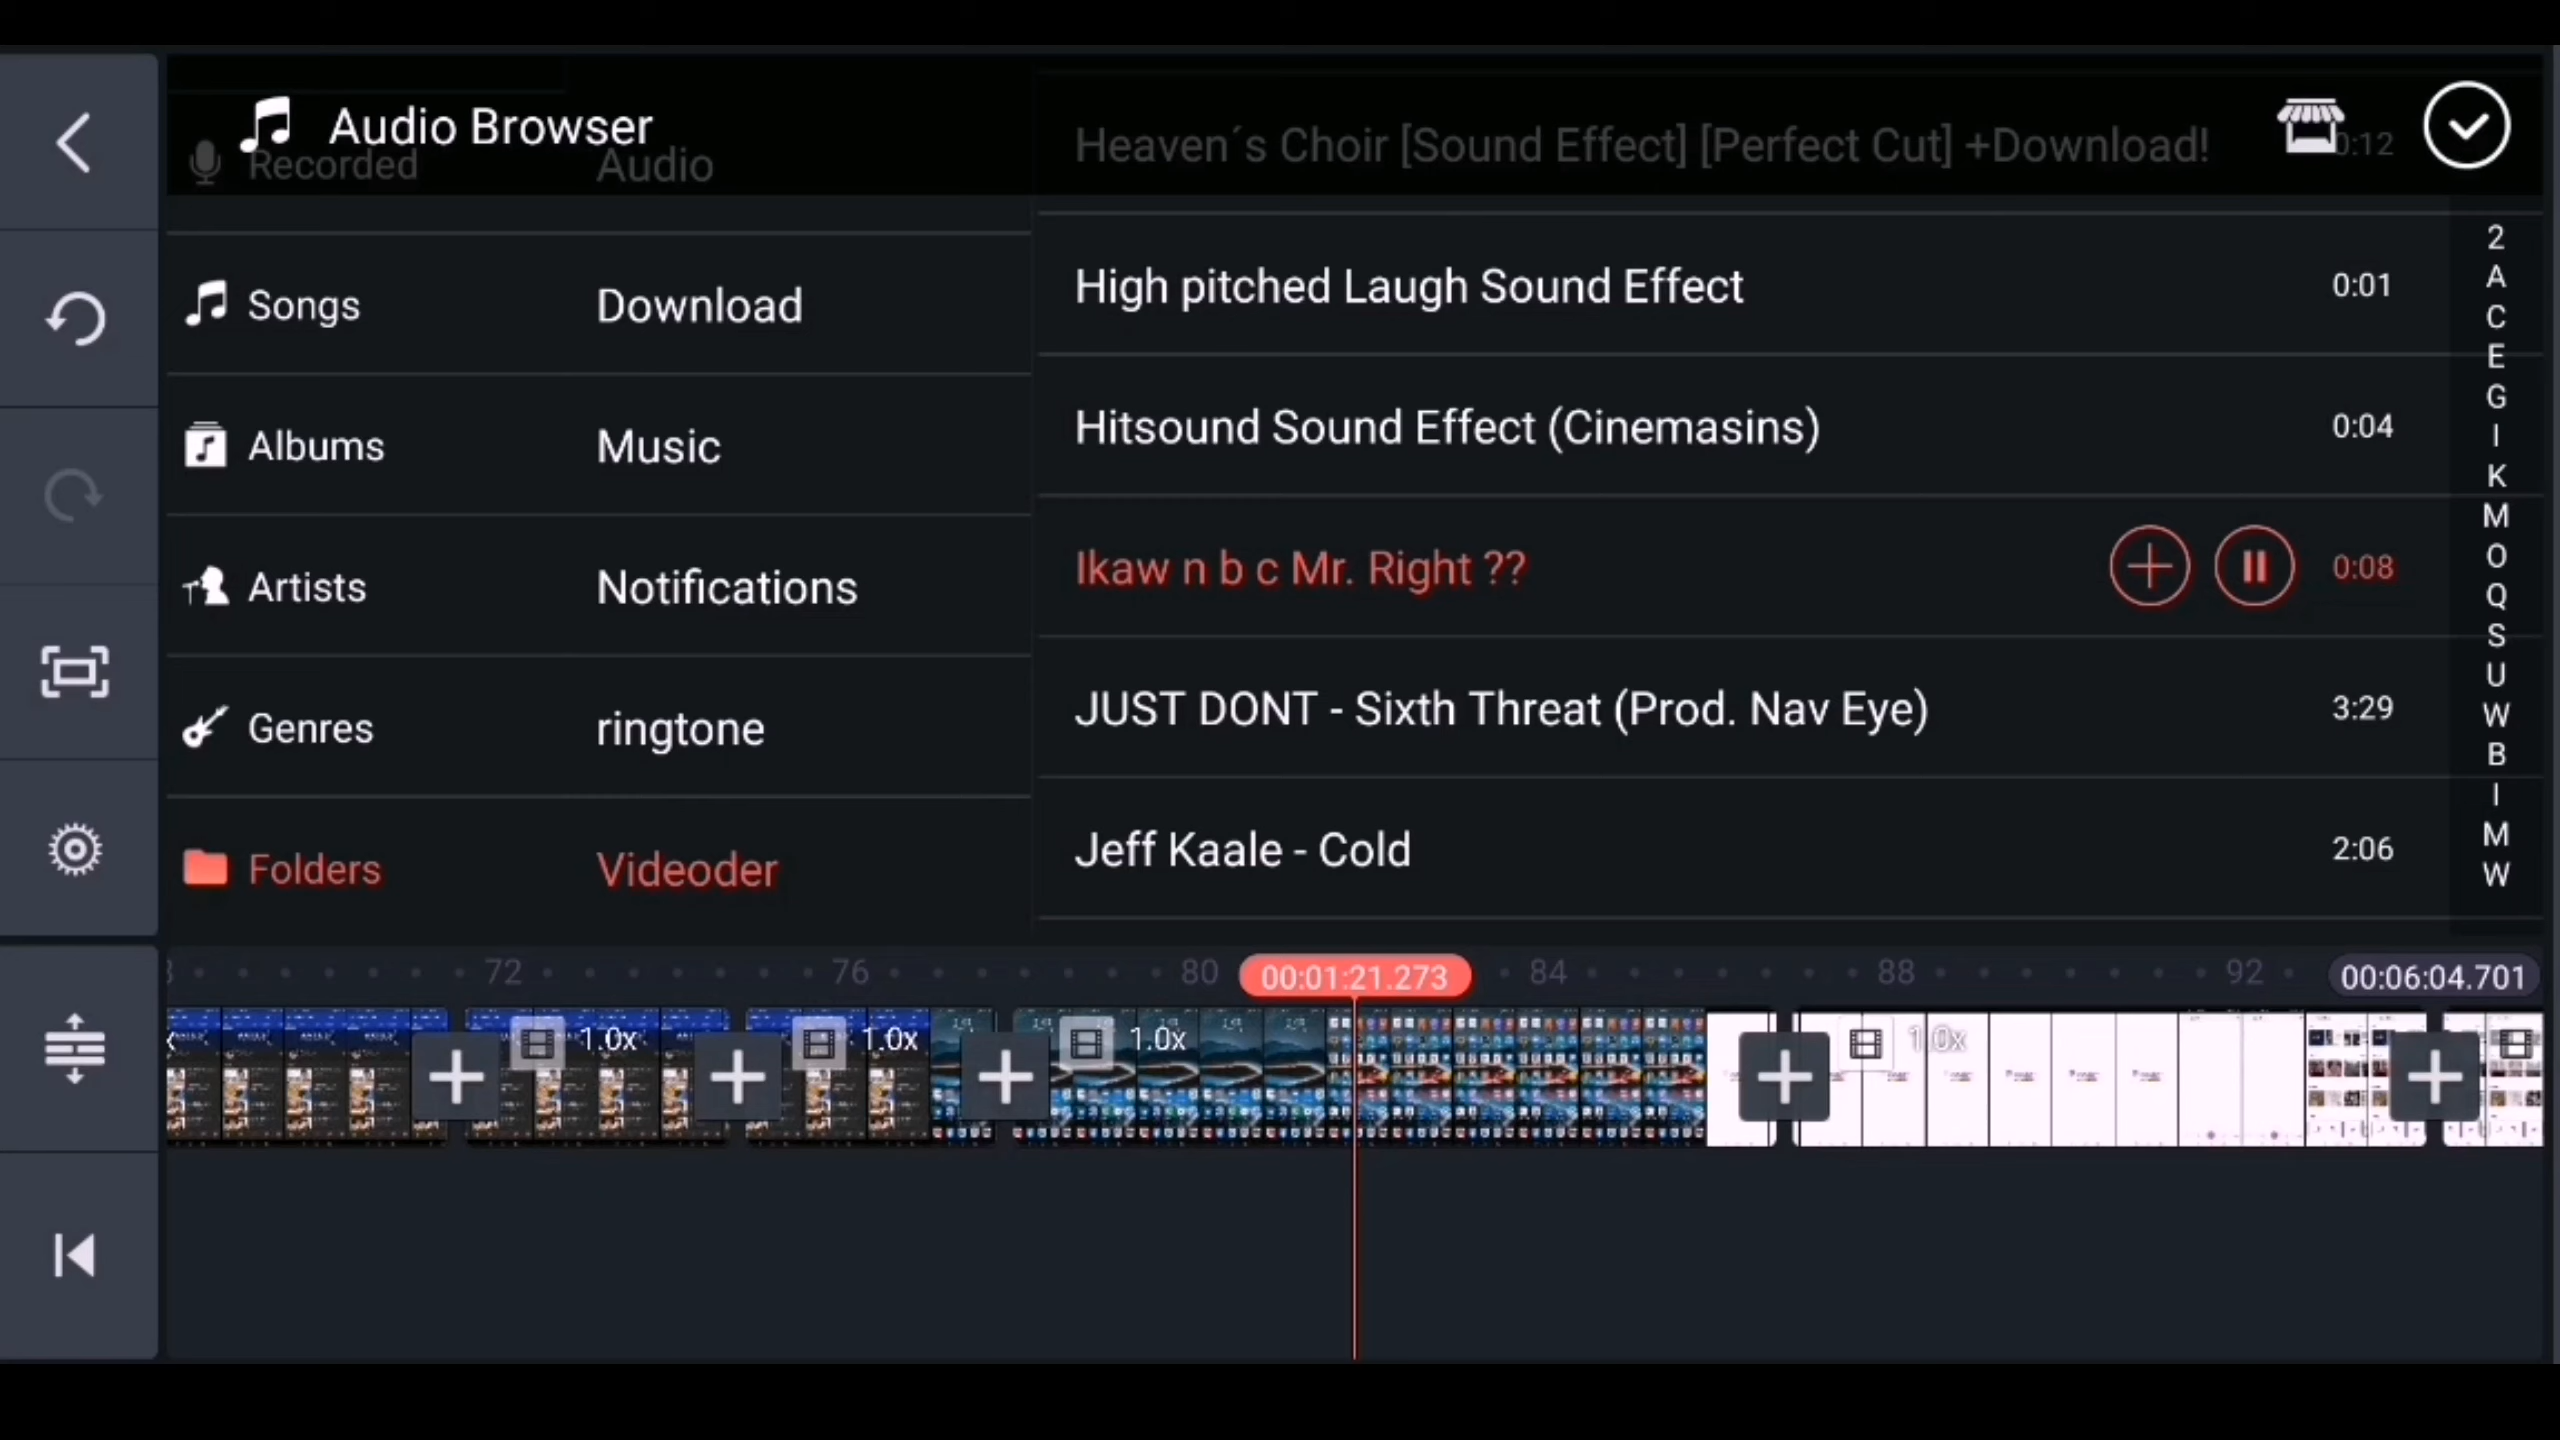 Audio Browser
Recorded
Audio
Songs
Download
Albums
Music
Artists
Notifications
Genres
ringtone
Folders
Videoder
Heaven´s Choir [Sound Effect] [Perfect Cut] +Download!
0:12
High pitched Laugh Sound Effect
0:01
Hitsound Sound Effect (Cinemasins)
0:04
Ikaw n b c Mr. Right ??
0:08
JUST DONT - Sixth Threat (Prod. Nav Eye)
3:29
Jeff Kaale - Cold
2:06
2
A
C
E
G
I
K
M
O
Q
S
U
W
B
I
M
W
72
76
80
00:01:21.273
84
88
92
00:06:04.701
1.0x
1.0x
1.0x
1.0x